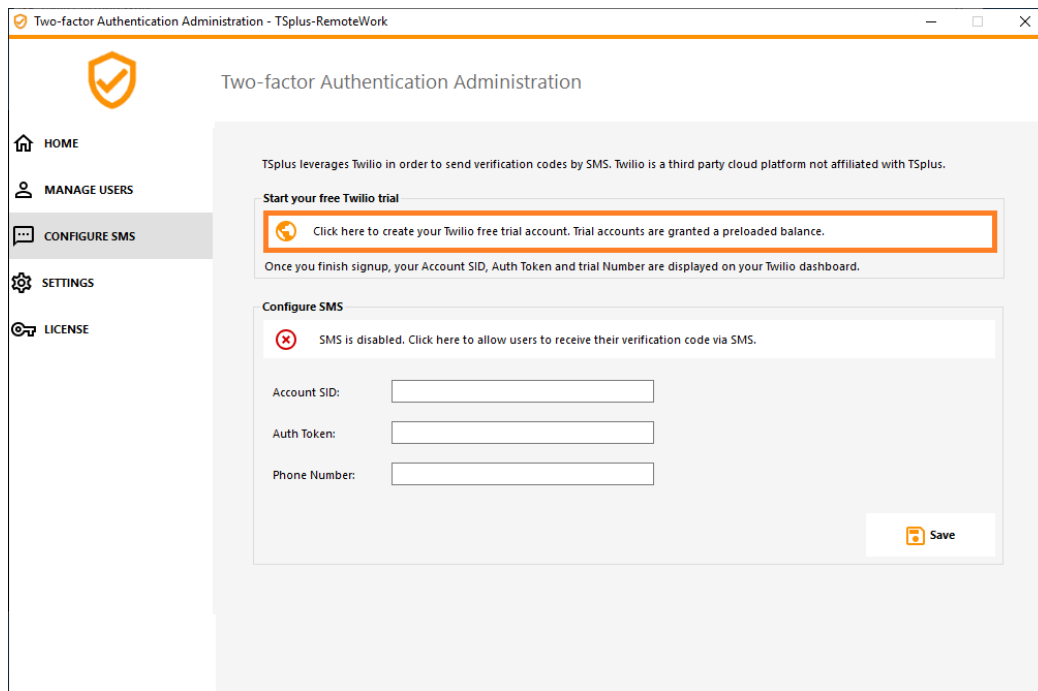 Two-factor Authentication Administration - TSplus-RemoteWork
Two-factor Authentication Administration
HOME
MANAGE USERS
CONFIGURE SMS
SETTINGS
LICENSE
TSplus leverages Twilio in order to send verification codes by SMS. Twilio is a third party cloud platform not affiliated with TSplus.
Start your free Twilio trial
Click here to create your Twilio free trial account. Trial accounts are granted a preloaded balance.
Once you finish signup, your Account SID, Auth Token and trial Number are displayed on your Twilio dashboard.
Configure SMS
SMS is disabled. Click here to allow users to receive their verification code via SMS.
Account SID:
Auth Token:
Phone Number:
Save